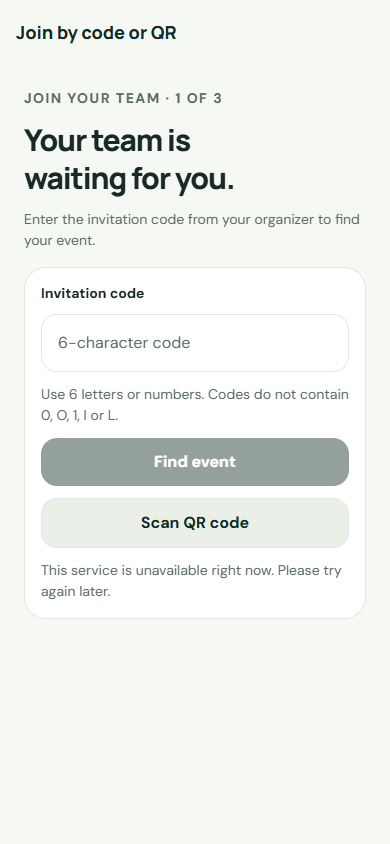 Join by code or QR
JOIN YOUR TEAM · 1 OF 3
Your team is
waiting for you.
Enter the invitation code from your organizer to find
your event.
Invitation code
6-character code
Use 6 letters or numbers. Codes do not contain
0, O, 1, I or L.
Find event
Scan QR code
This service is unavailable right now. Please try
again later.